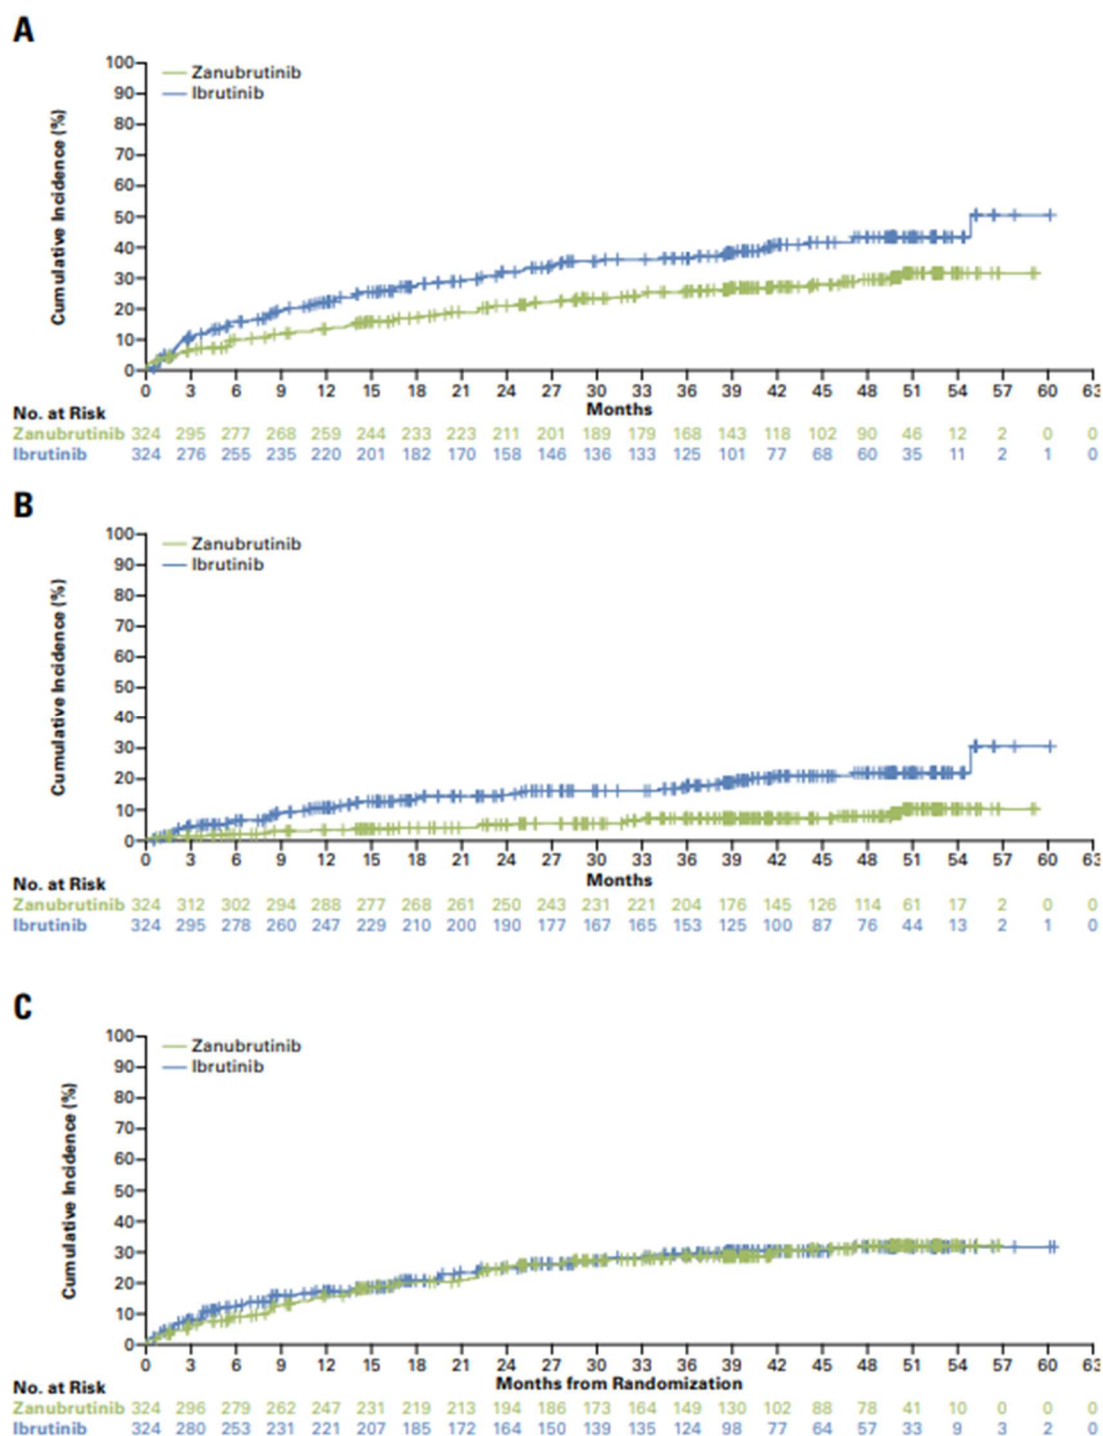 A
100
Zanubrutinib
90
Ibrutinib
80
70
60
50
40
30
20
10
0
Cumulative Incidence (%)
0 3 6 9 12 15 18 21 24 27 30 33 36 39 42 45 48 51 54 57 60 63
Months
No. at Risk
Zanubrutinib 324 295 277 268 259 244 233 223 211 201 189 179 168 143 118 102 90 46 12 2 0 0
Ibrutinib 324 276 255 235 220 201 182 170 158 146 136 133 125 101 77 68 60 35 11 2 1 0
B
100
Zanubrutinib
90
Ibrutinib
80
70
60
50
40
30
20
10
0
Cumulative Incidence (%)
0 3 6 9 12 15 18 21 24 27 30 33 36 39 42 45 48 51 54 57 60 63
Months
No. at Risk
Zanubrutinib 324 312 302 294 288 277 268 261 250 243 231 221 204 176 145 126 114 61 17 2 0 0
Ibrutinib 324 295 278 260 247 229 210 200 190 177 167 165 153 125 100 87 76 44 13 2 1 0
C
100
Zanubrutinib
90
Ibrutinib
80
70
60
50
40
30
20
10
0
Cumulative Incidence (%)
0 3 6 9 12 15 18 21 24 27 30 33 36 39 42 45 48 51 54 57 60 63
Months from Randomization
No. at Risk
Zanubrutinib 324 296 279 262 247 231 219 213 194 186 173 164 149 130 102 88 78 41 10 0 0 0
Ibrutinib 324 280 253 231 221 207 185 172 164 150 139 135 124 98 77 64 57 33 9 3 2 0